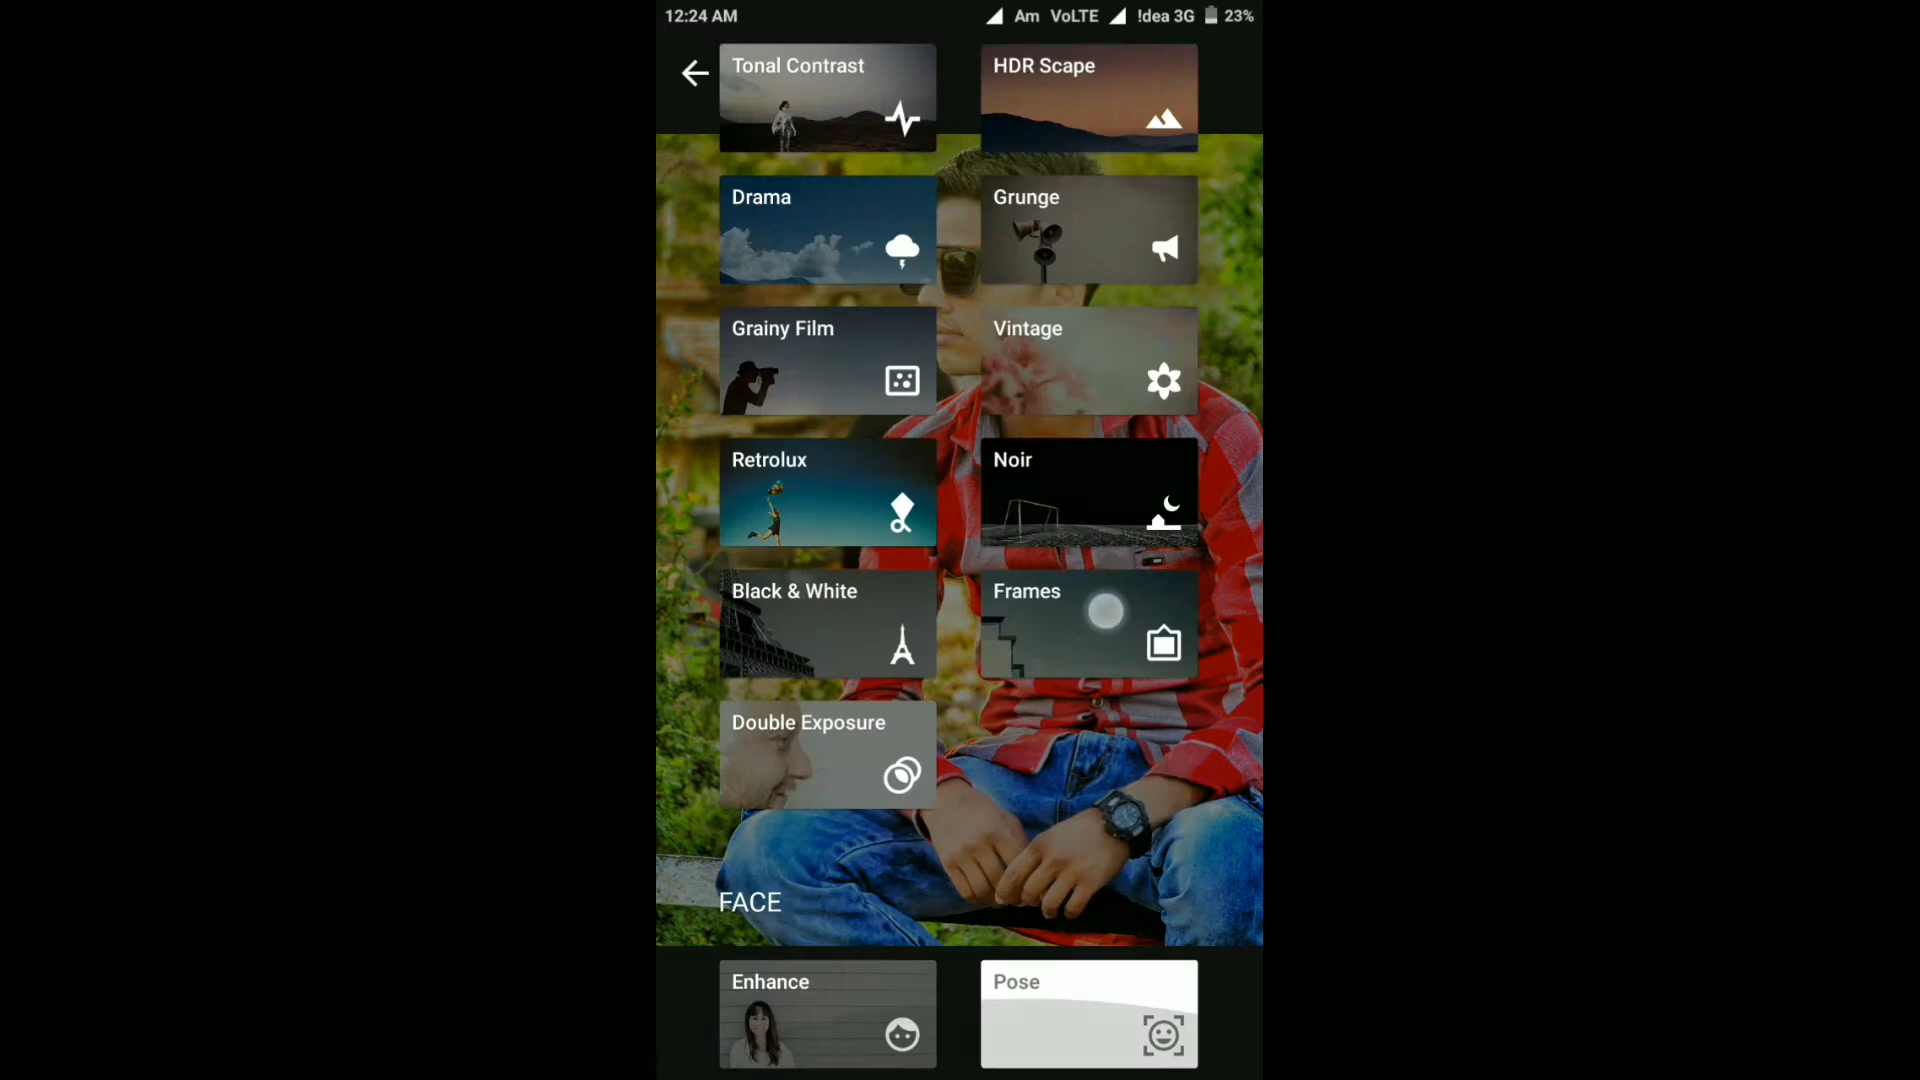 12:24 AM Am VoLTE !dea 3G 23%
Tonal Contrast
HDR Scape
Drama
Grunge
Grainy Film
Vintage
Retrolux
Noir
Black & White
Frames
Double Exposure
FACE
Enhance
Pose